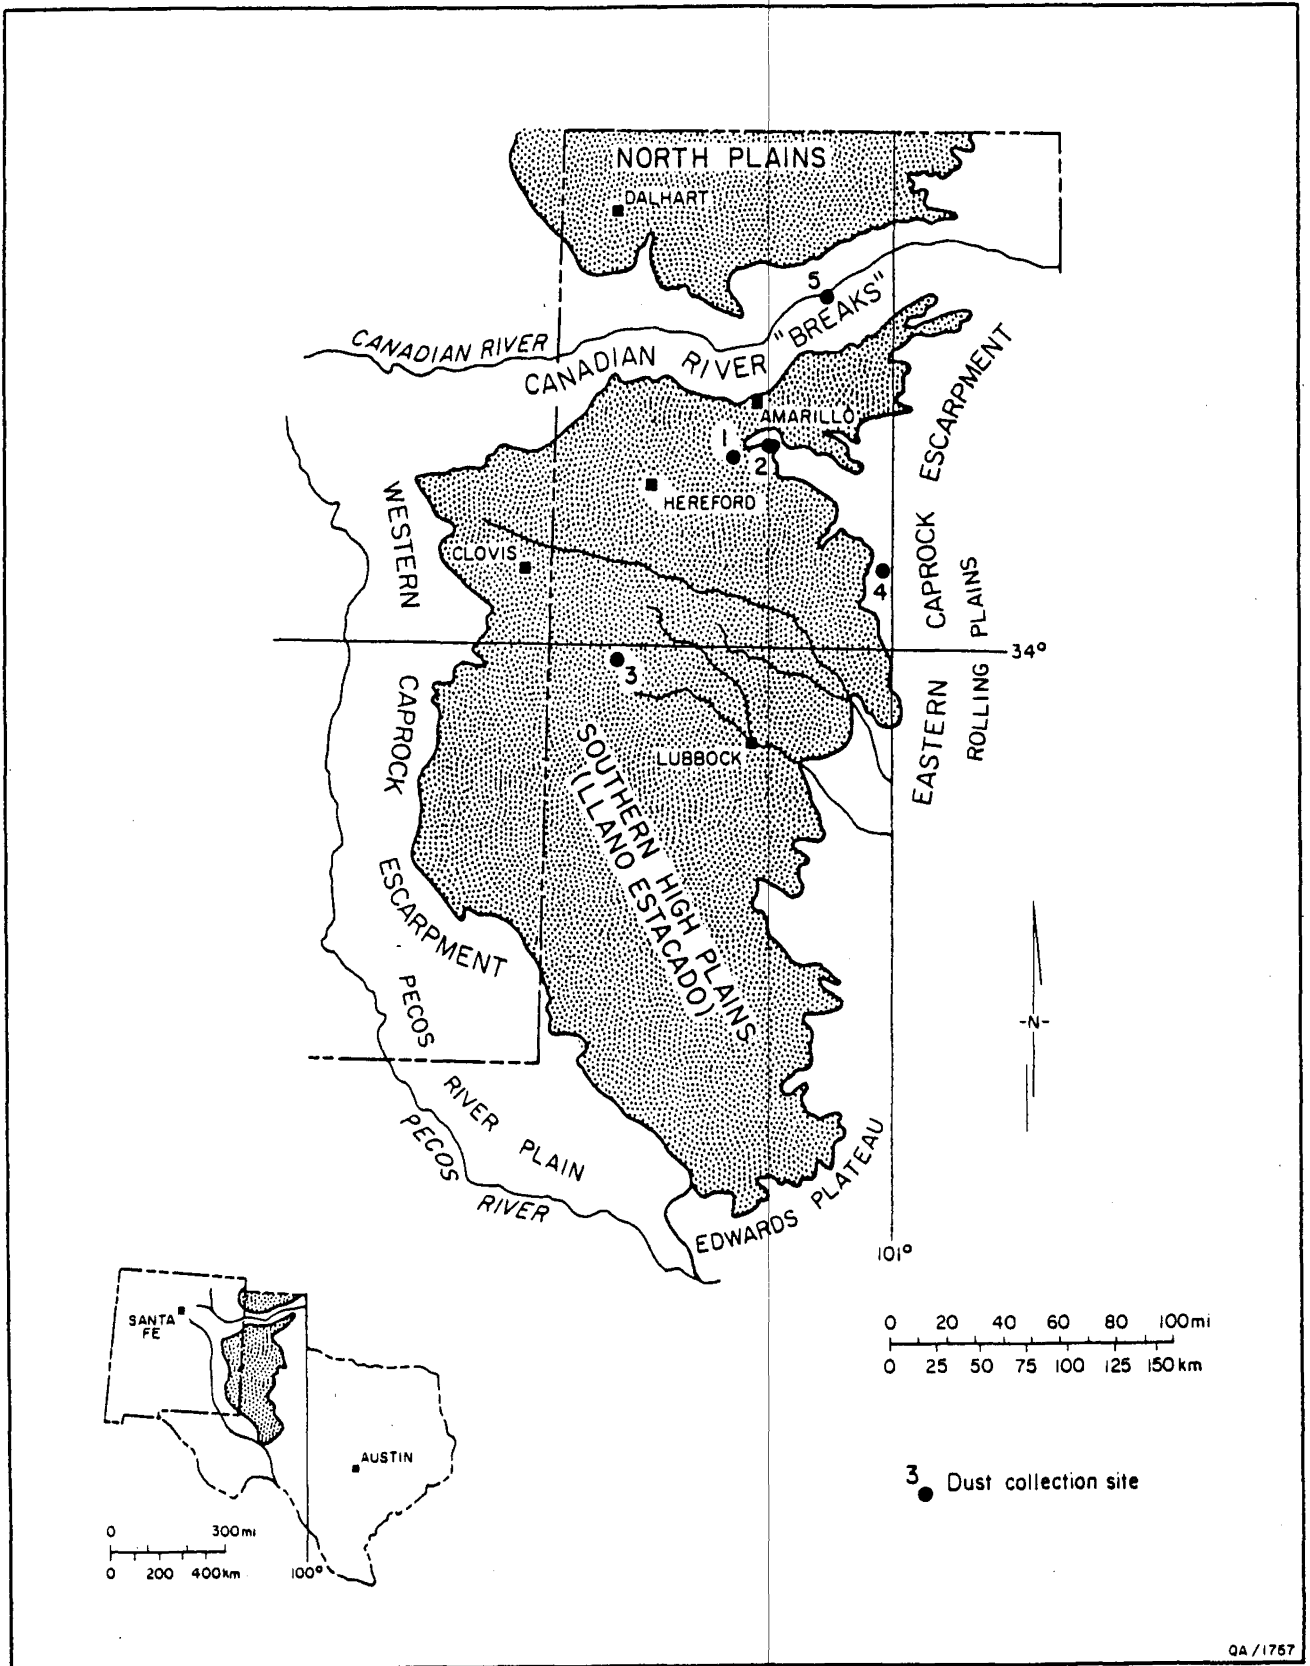 NORTH PLAINS
DALHART
5
CANADIAN RIVER
CANADIAN RIVER "BREAKS"
AMARILLO
1
2
HEREFORD
WESTERN CAPROCK ESCARPMENT
CLOVIS
4
EASTERN CAPROCK ESCARPMENT
ROLLING PLAINS
34°
3
LUBBOCK
SOUTHERN HIGH PLAINS
(LLANO ESTACADO)
PECOS RIVER PLAIN
PECOS RIVER
EDWARDS PLATEAU
-N-
101°
SANTA
FE
AUSTIN
0 300mi
0 200 400km
100°
0 20 40 60 80 100mi
0 25 50 75 100 125 150km
3 Dust collection site
QA/1757